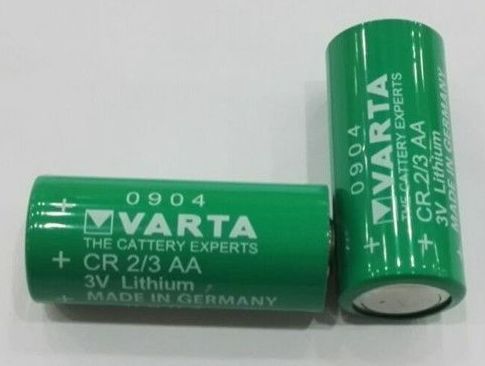 + 0904
VARTA
THE CATTERY EXPERTS
+ CR 2/3 AA
3V Lithium
MADE IN GERMANY
0904
VARTA
THE CATTERY EXPERTS
+ CR 2/3 AA
3V Lithium
MADE IN GERMANY